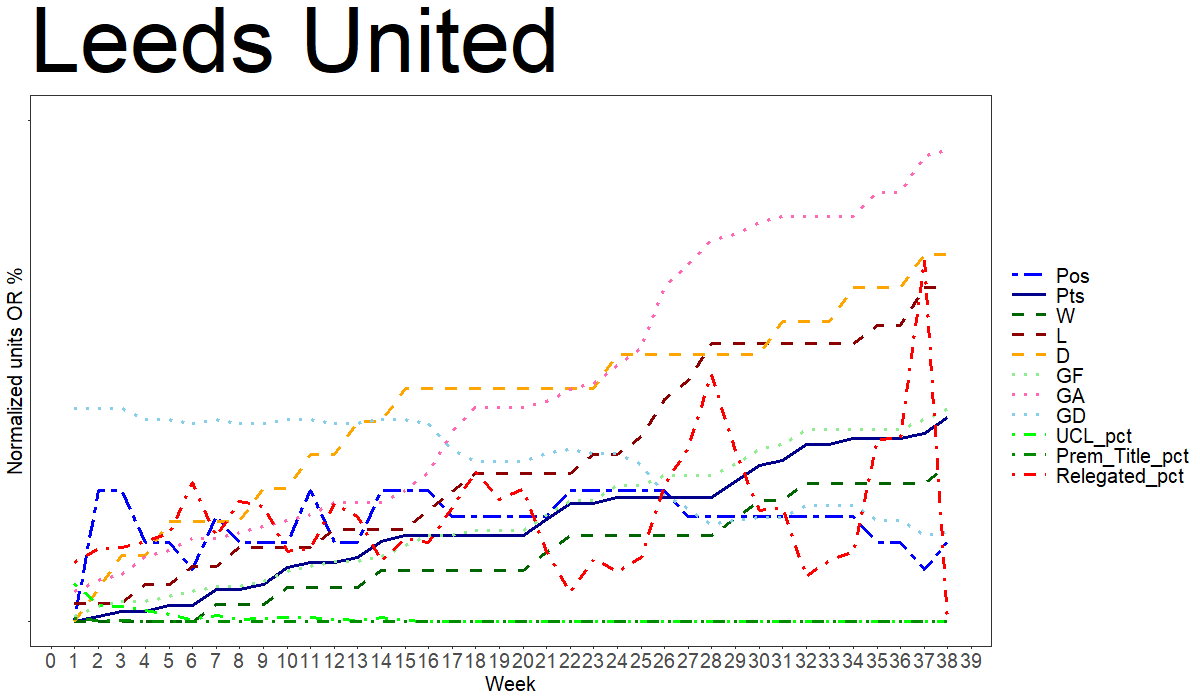 Leeds United
Normalized units OR %
0 1 2 3 4 5 6 7 8 9 10 11 12 13 14 15 16 17 18 19 20 21 22 23 24 25 26 27 28 29 30 31 32 33 34 35 36 37 38 39
Week
Pos
Pts
W
L
D
GF
GA
GD
UCL_pct
Prem_Title_pct
Relegated_pct